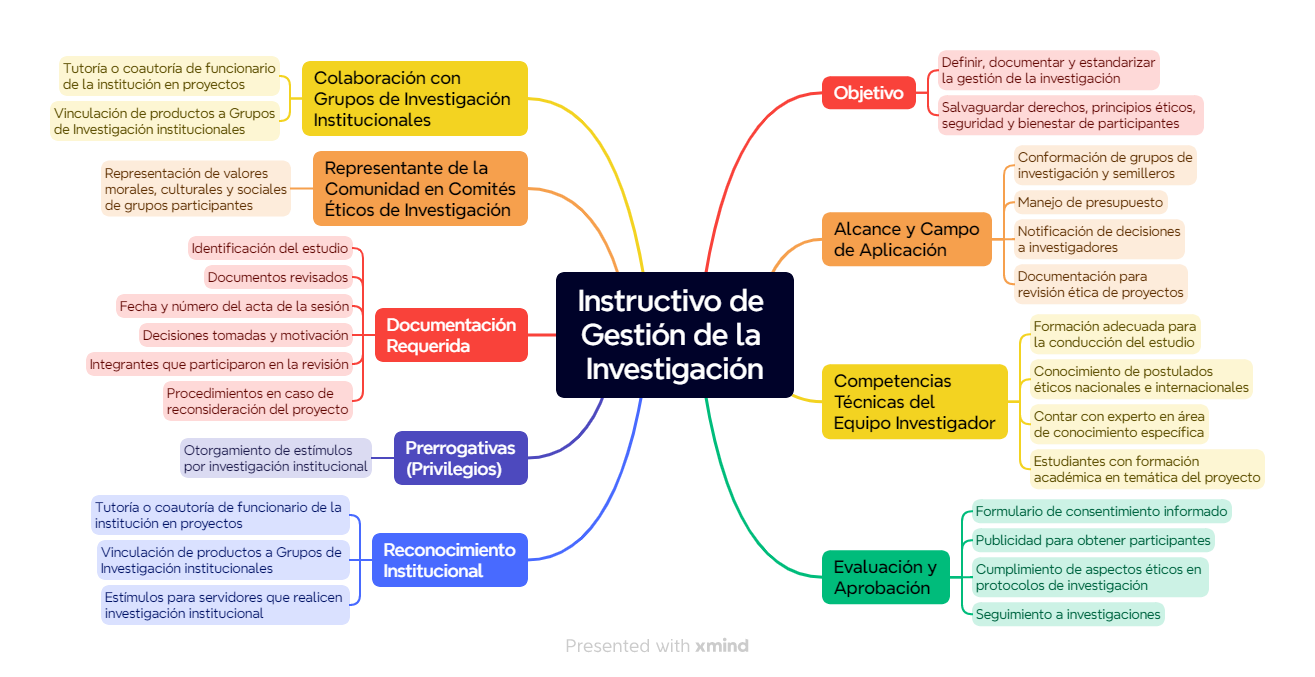 Instructivo de
Gestión de la
Investigación
Objetivo
Definir, documentar y estandarizar
la gestión de la investigación
Salvaguardar derechos, principios éticos,
seguridad y bienestar de participantes
Alcance y Campo
de Aplicación
Conformación de grupos de
investigación y semilleros
Manejo de presupuesto
Notificación de decisiones
a investigadores
Documentación para
revisión ética de proyectos
Competencias
Técnicas del
Equipo Investigador
Formación adecuada para
la conducción del estudio
Conocimiento de postulados
éticos nacionales e internacionales
Contar con experto en área
de conocimiento específica
Estudiantes con formación
académica en temática del proyecto
Evaluación y
Aprobación
Formulario de consentimiento informado
Publicidad para obtener participantes
Cumplimiento de aspectos éticos en
protocolos de investigación
Seguimiento a investigaciones
Colaboración con
Grupos de Investigación
Institucionales
Tutoría o coautoría de funcionario
de la institución en proyectos
Vinculación de productos a Grupos
de Investigación institucionales
Representante de la
Comunidad en Comités
Éticos de Investigación
Representación de valores
morales, culturales y sociales
de grupos participantes
Documentación
Requerida
Identificación del estudio
Documentos revisados
Fecha y número del acta de la sesión
Decisiones tomadas y motivación
Integrantes que participaron en la revisión
Procedimientos en caso de
reconsideración del proyecto
Prerrogativas
(Privilegios)
Otorgamiento de estímulos
por investigación institucional
Reconocimiento
Institucional
Tutoría o coautoría de funcionario de la
institución en proyectos
Vinculación de productos a Grupos de
Investigación institucionales
Estímulos para servidores que realicen
investigación institucional
Presented with xmind